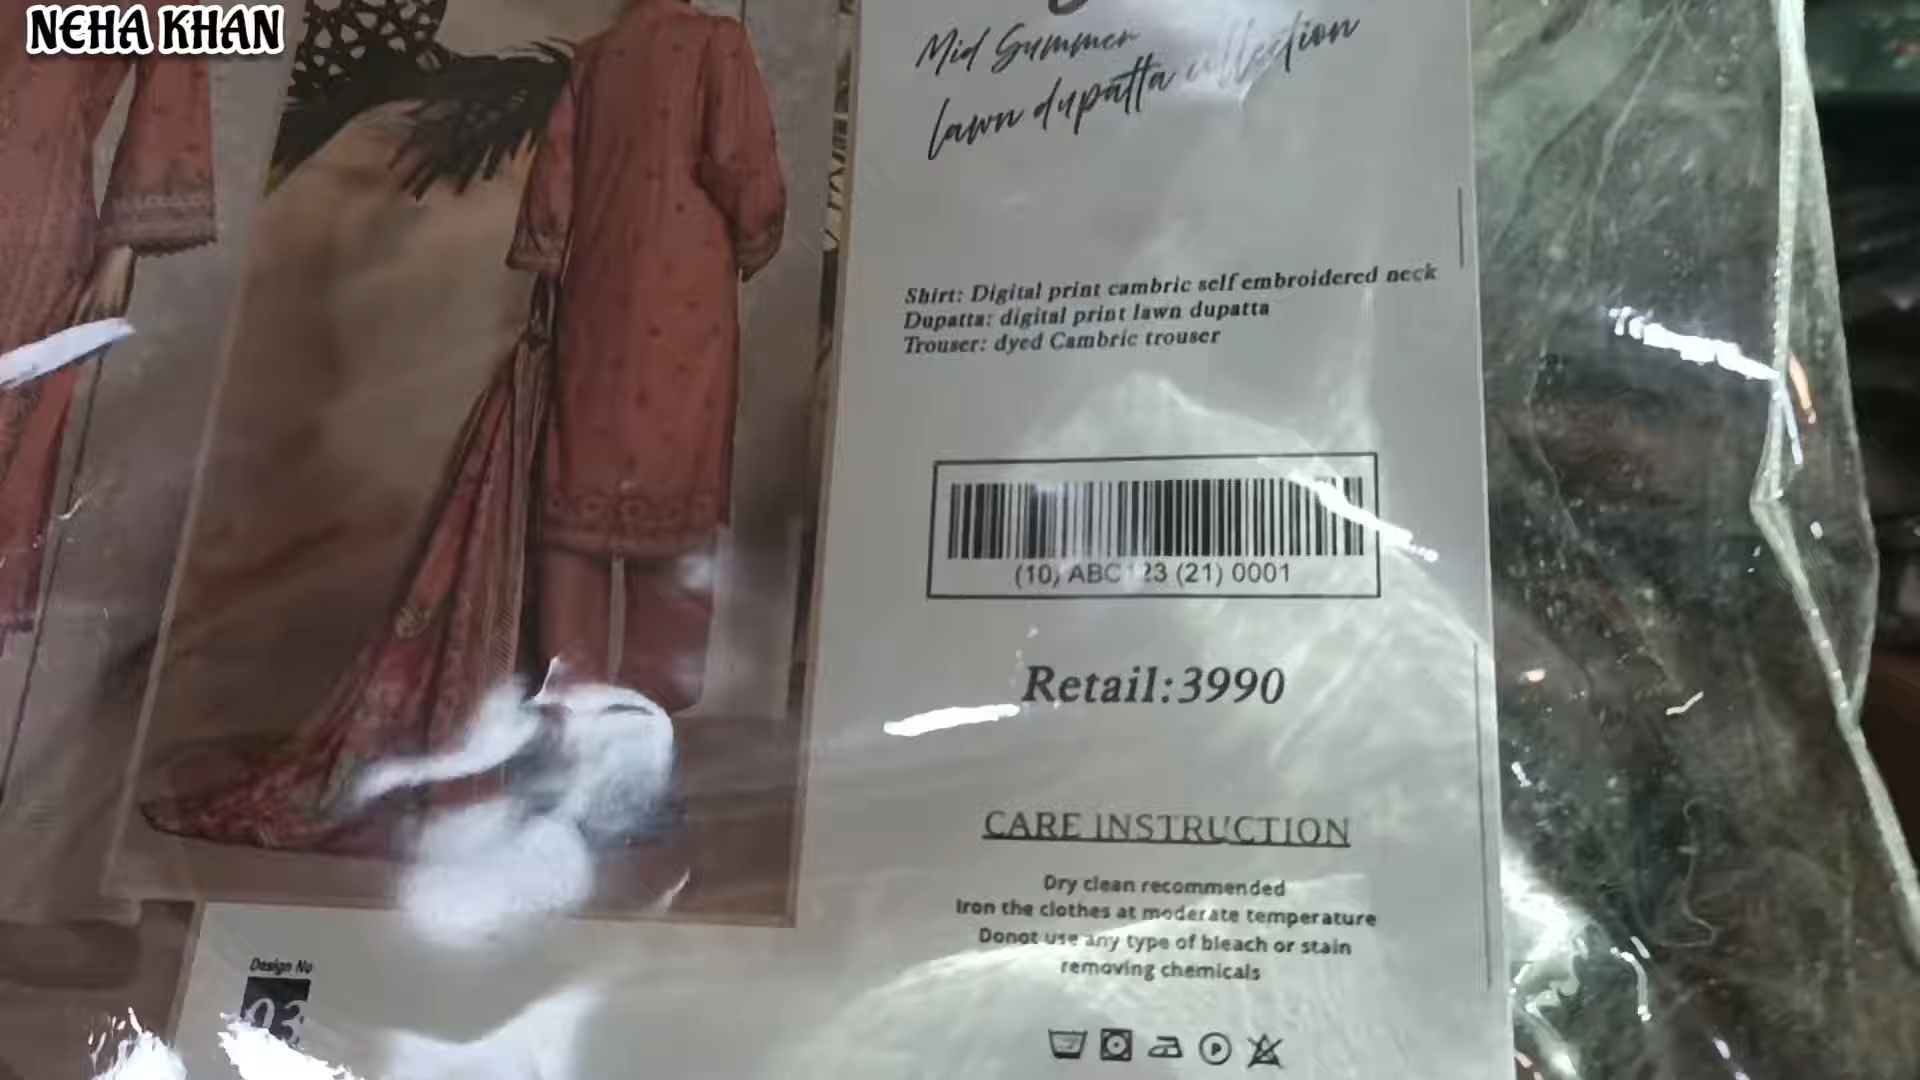 NEHA KHAN
Mid Summer
lawn dupatta collection
Shirt: Digital print cambric self embroidered neck
Dupatta: digital print lawn dupatta
Trouser: dyed Cambric trouser
(10) ABC123 (21) 0001
Retail:3990
CARE INSTRUCTION
Dry clean recommended
Iron the clothes at moderate temperature
Donot use any type of bleach or stain
removing chemicals
Design No
03